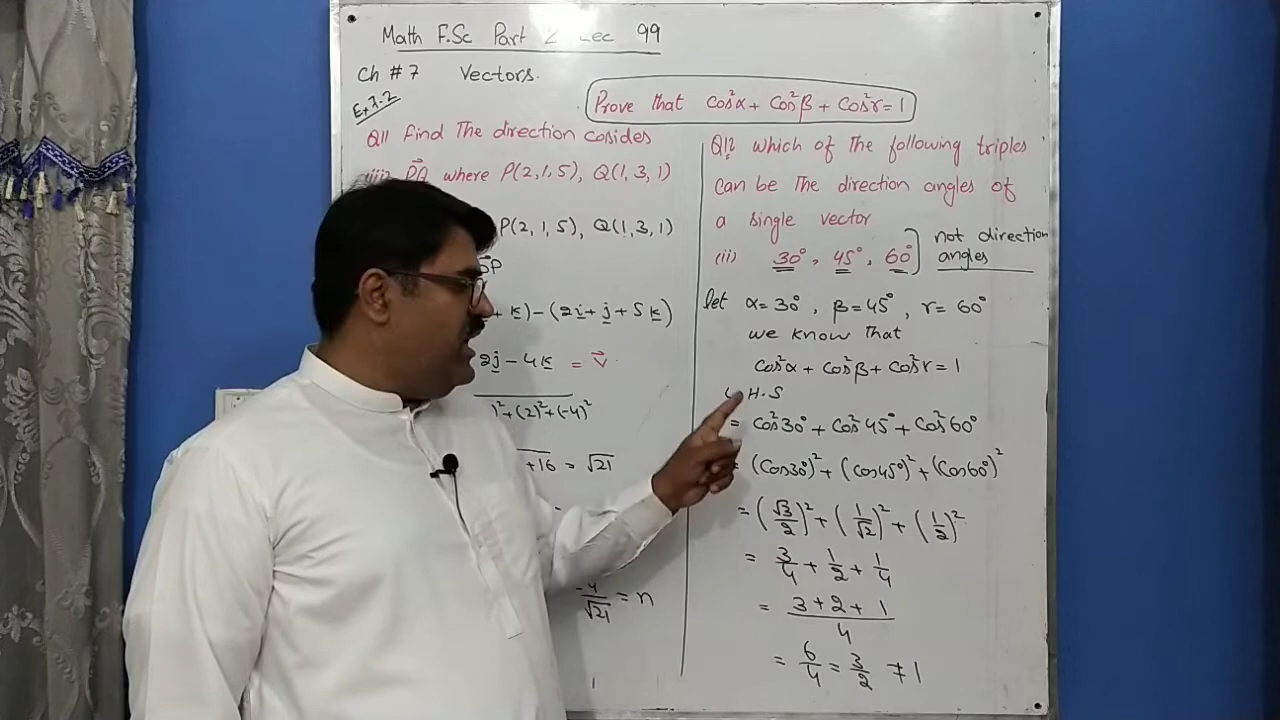 Math F.Sc Part 2 Lec 99
Ch # 7 Vectors.
Ex 7.2
Prove that Cos²α + Cos²β + Cos²r = 1
Q11 find The direction cosides
(iii) PQ where P(2,1,5), Q(1,3,1)
P(2,1,5), Q(1,3,1)
OP
+ k) - (2i + j + 5k)
2j - 4k = V
)² + (2)² + (-4)²
+16 = √21
-4/√21 = n
Q12 which of The following triples
can be The direction angles of
a single vector
(ii) 30°, 45°, 60° ] not direction
angles
let α = 30°, β = 45°, r = 60°
we know that
Cos²α + Cos²β + Cos²r = 1
L.H.S
= Cos²30° + Cos²45° + Cos²60°
= (Cos30°)² + (Cos45°)² + (Cos60°)²
= (√3/2)² + (1/√2)² + (1/2)²
= 3/4 + 1/2 + 1/4
= 3+2+1/4
= 6/4 = 3/2 ≠ 1